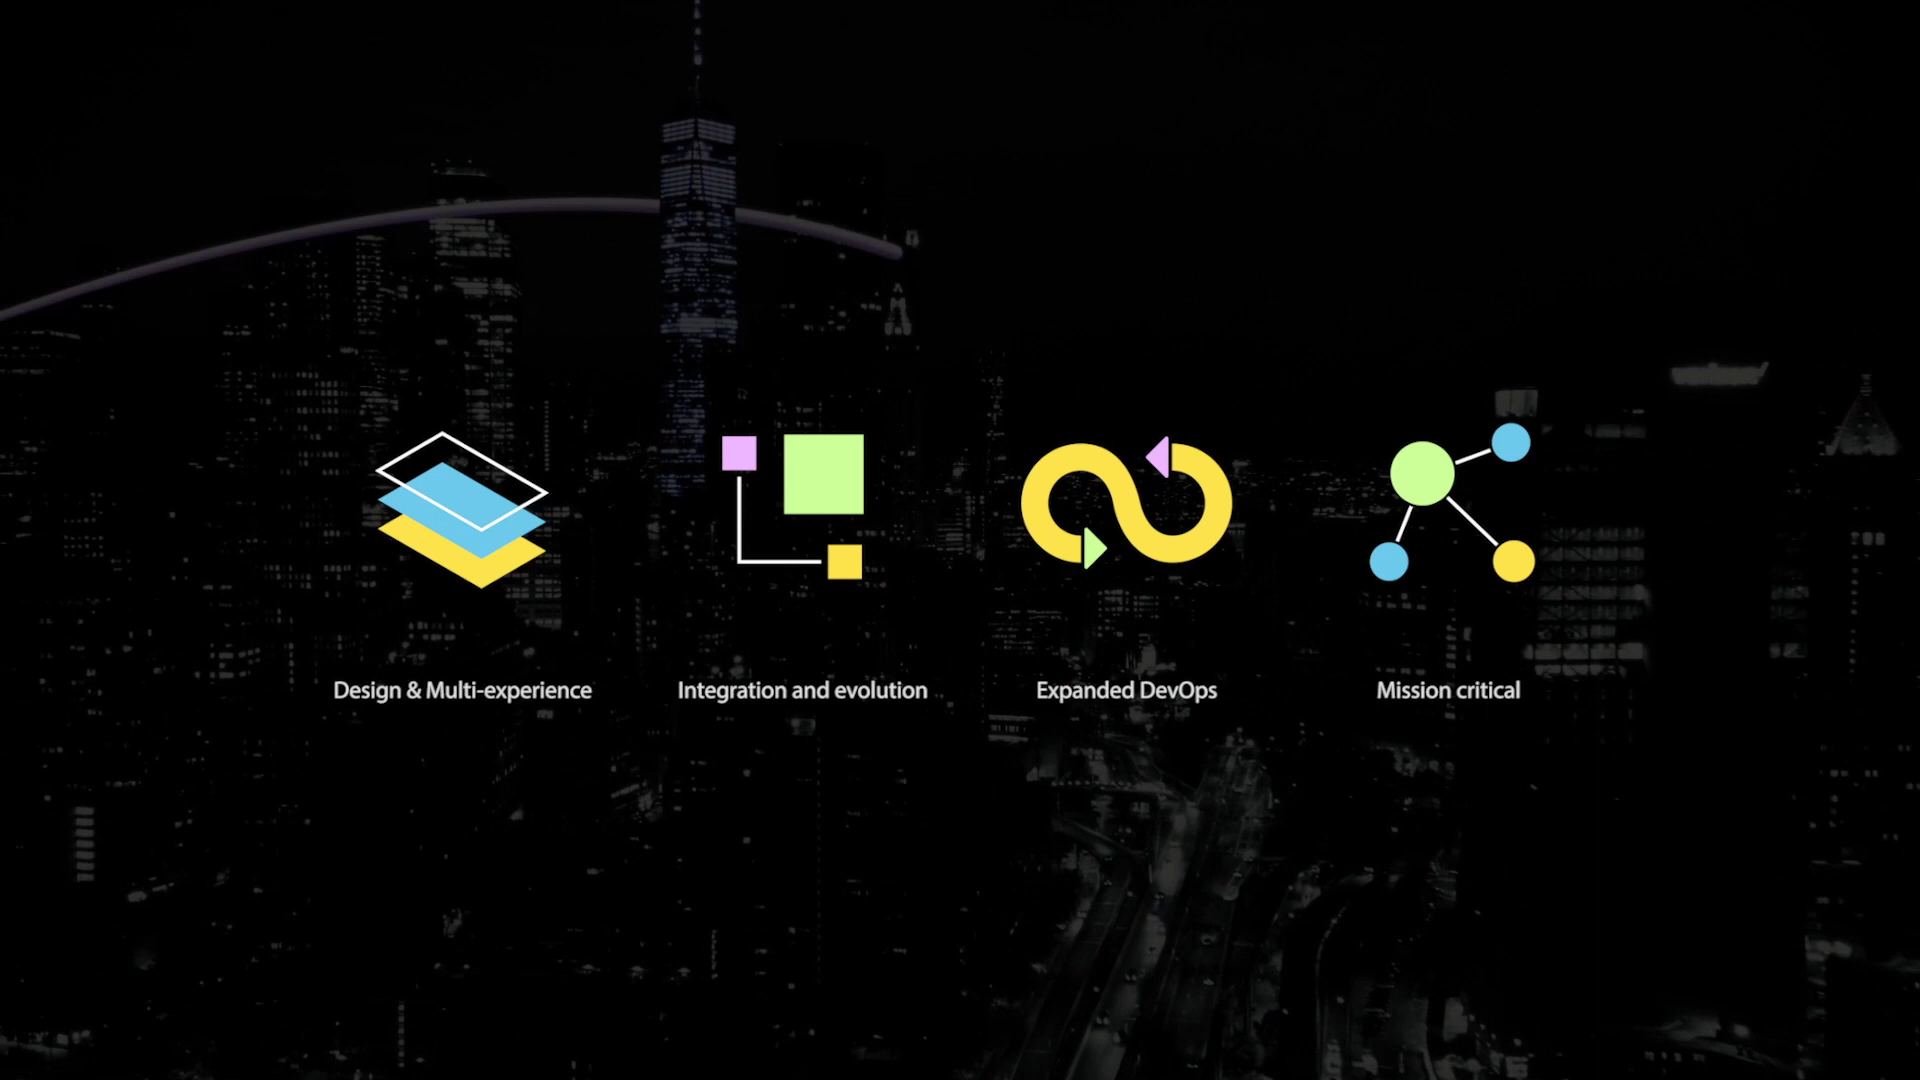 Design & Multi-experience
Integration and evolution
Expanded DevOps
Mission critical